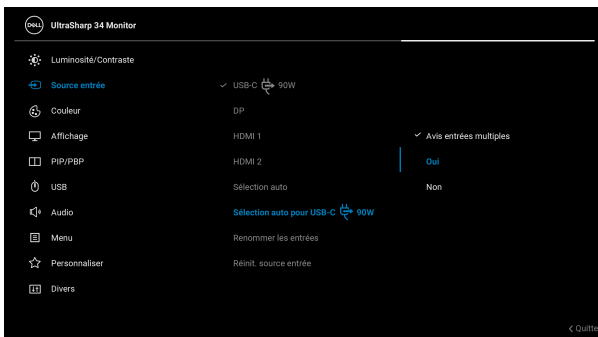 DELL UltraSharp 34 Monitor
Luminosité/Contraste
Source entrée
Couleur
Affichage
PIP/PBP
USB
Audio
Menu
Personnaliser
Divers
USB-C 90W
DP
HDMI 1
HDMI 2
Sélection auto
Sélection auto pour USB-C 90W
Renommer les entrées
Réinit. source entrée
Avis entrées multiples
Oui
Non
Quitte